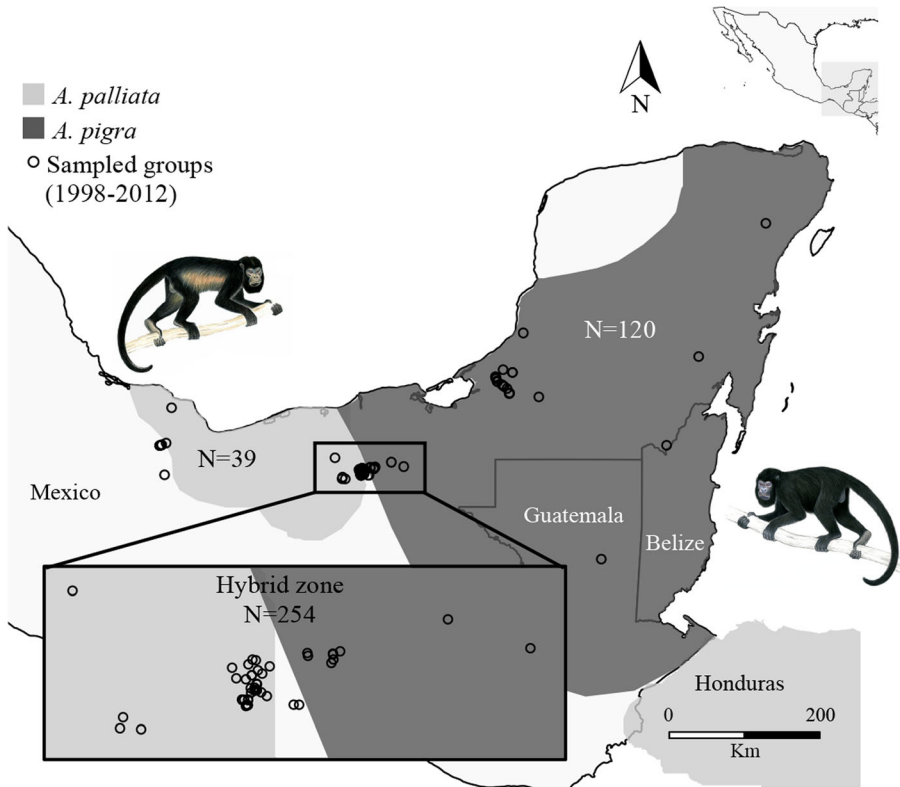 A. palliata
A. pigra
Sampled groups
(1998-2012)
N
N=120
N=39
Mexico
Guatemala
Belize
Hybrid zone
N=254
Honduras
0 200
Km